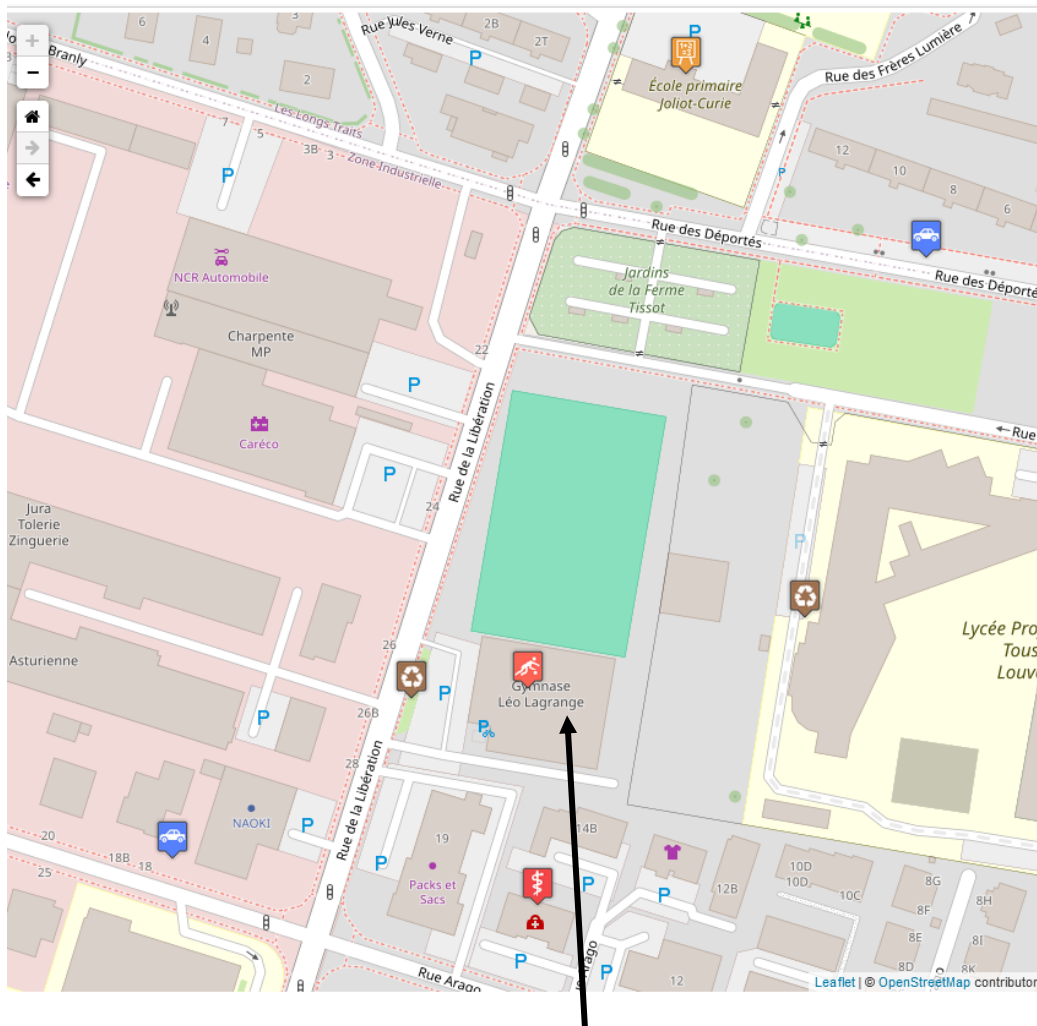 6
4
3
2B
2T
Rue Jules Verne
P
P
Branly
2
École primaire
Joliot-Curie
Rue des Frères Lumière
Les Longs Traits
7
5
3B
3
Zone Industrielle
P
P
12
10
8
6
Rue des Déportés
Rue des Déportés
NCR Automobile
Jardins
de la Ferme
Tissot
Charpente
MP
22
P
Rue de la Libération
Caréco
Rue
P
24
Jura
Tolerie
Zinguerie
P
Lycée Pro
Tous
Louv
26
Asturienne
P
Gymnase
Léo Lagrange
26B
P
P
28
Rue de la Libération
NAOKI
P
20
18B
18
25
19
P
Packs et
Sacs
14B
P
P
12B
10D
10D
10C
8G
8F
8H
8E
8I
8D
8K
P
P
12
Rue Arago
Arago
Leaflet | © OpenStreetMap contributor